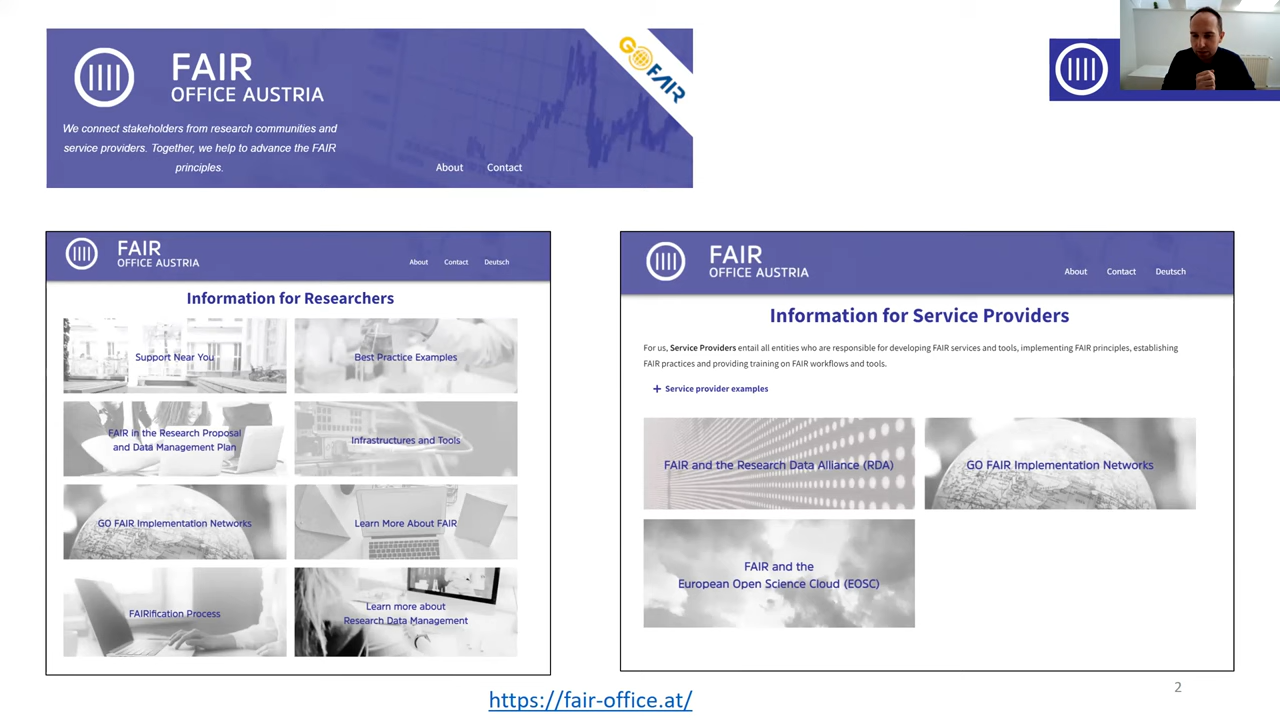 FAIR
OFFICE AUSTRIA
We connect stakeholders from research communities and
service providers. Together, we help to advance the FAIR
principles.
About Contact
GO FAIR
FAIR
OFFICE AUSTRIA
About Contact Deutsch
Information for Researchers
Support Near You
Best Practice Examples
FAIR in the Research Proposal
and Data Management Plan
Infrastructures and Tools
GO FAIR Implementation Networks
Learn More About FAIR
FAIRification Process
Learn more about
Research Data Management
FAIR
OFFICE AUSTRIA
About Contact Deutsch
Information for Service Providers
For us, Service Providers entail all entities who are responsible for developing FAIR services and tools, implementing FAIR principles, establishing
FAIR practices and providing training on FAIR workflows and tools.
+ Service provider examples
FAIR and the Research Data Alliance (RDA)
GO FAIR Implementation Networks
FAIR and the
European Open Science Cloud (EOSC)
https://fair-office.at/
2